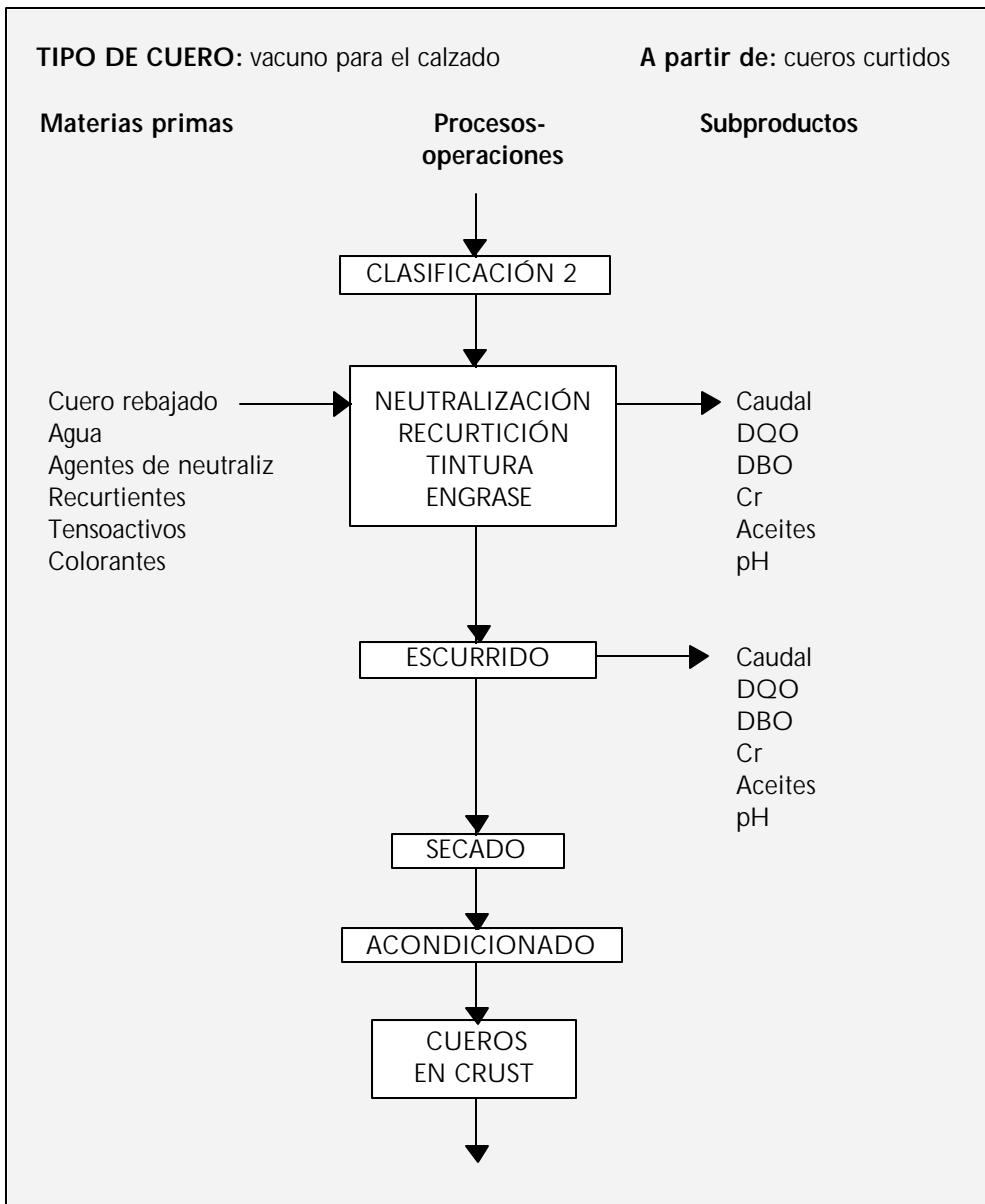 TIPO DE CUERO: vacuno para el calzado
A partir de: cueros curtidos
Materias primas
Procesos-
operaciones
Subproductos
CLASIFICACIÓN 2
Cuero rebajado
Agua
Agentes de neutraliz
Recurtientes
Tensoactivos
Colorantes
NEUTRALIZACIÓN
RECURTICIÓN
TINTURA
ENGRASE
Caudal
DQO
DBO
Cr
Aceites
pH
ESCURRIDO
Caudal
DQO
DBO
Cr
Aceites
pH
SECADO
ACONDICIONADO
CUEROS
EN CRUST